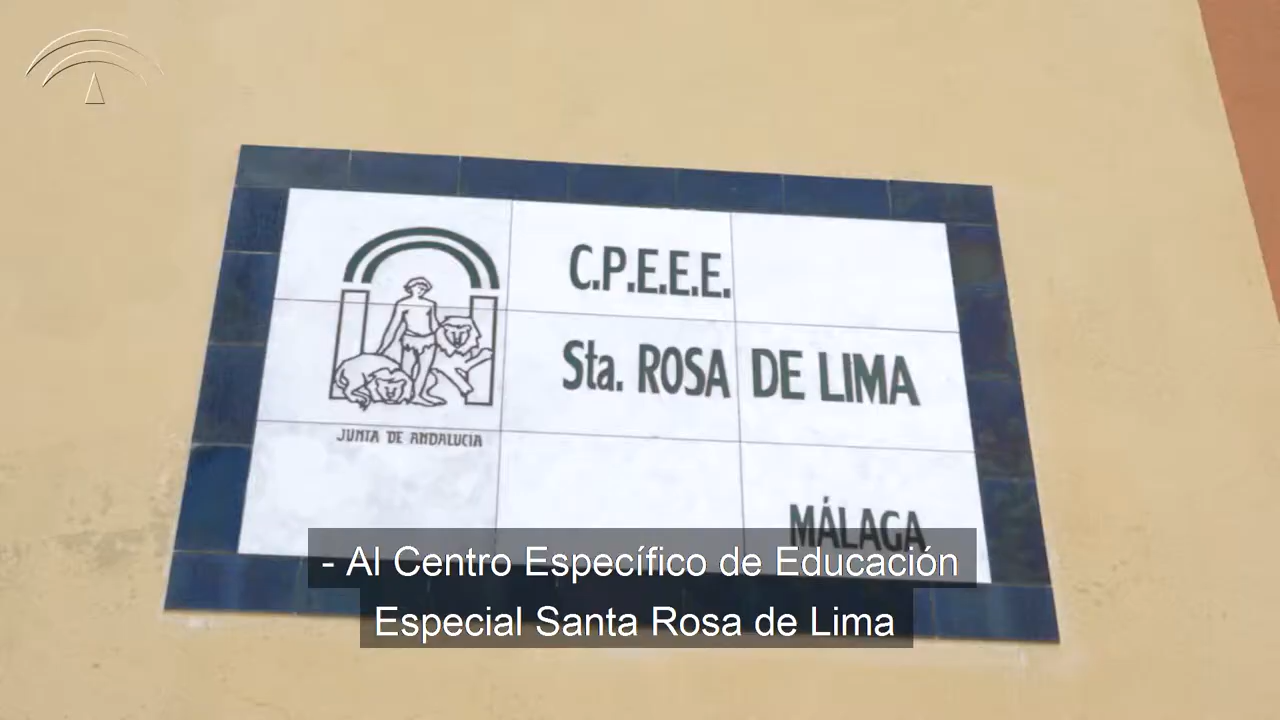 C.P.E.E.E.
Sta. ROSA DE LIMA
JUNTA DE ANDALUCIA
MÁLAGA
- Al Centro Específico de Educación
Especial Santa Rosa de Lima